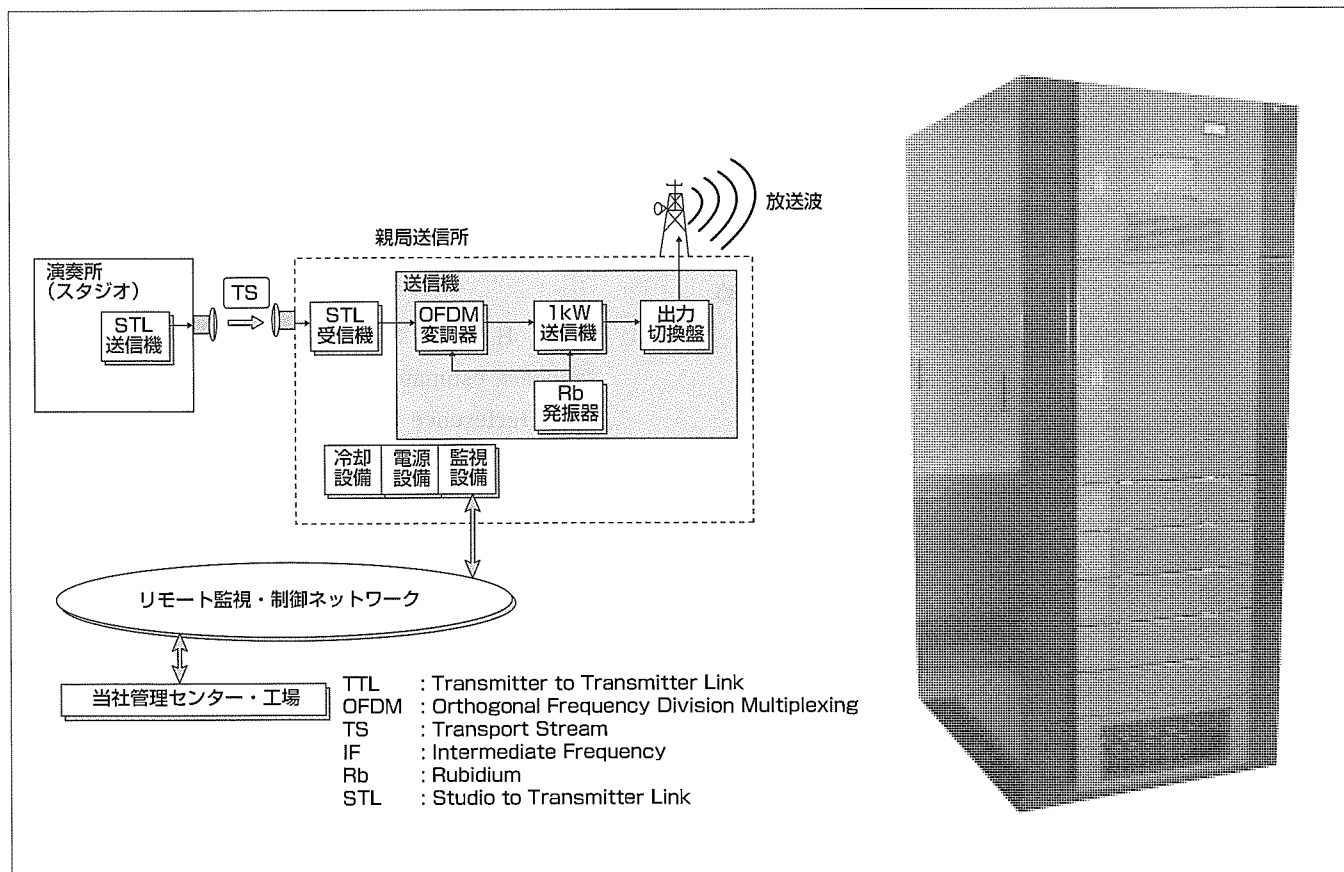 放送波
親局送信所
演奏所
（スタジオ）
STL
送信機
TS
STL
受信機
送信機
OFDM
変調器
1kW
送信機
出力
切換盤
Rb
発振器
冷却
設備
電源
設備
監視
設備
リモート監視・制御ネットワーク
当社管理センター・工場
TTL : Transmitter to Transmitter Link
OFDM : Orthogonal Frequency Division Multiplexing
TS : Transport Stream
IF : Intermediate Frequency
Rb : Rubidium
STL : Studio to Transmitter Link